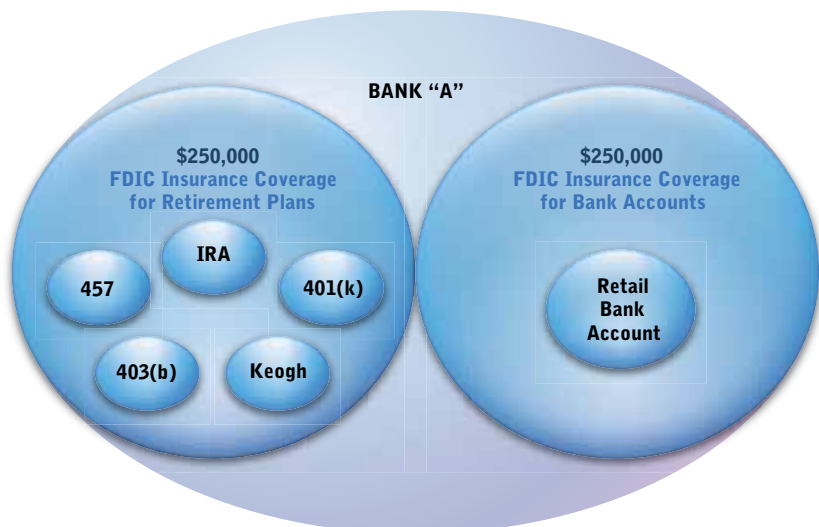 BANK “A”
$250,000
FDIC Insurance Coverage
for Retirement Plans
IRA
457
401(k)
403(b)
Keogh
$250,000
FDIC Insurance Coverage
for Bank Accounts
Retail
Bank
Account